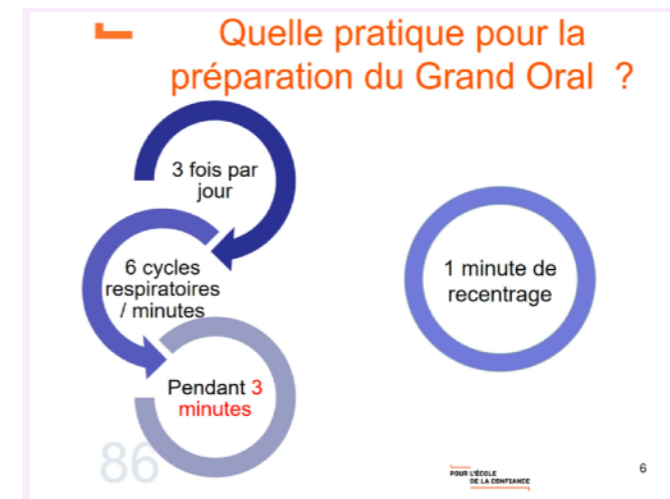 Quelle pratique pour la
préparation du Grand Oral ?
3 fois par
jour
6 cycles
respiratoires
/ minutes
Pendant 3
minutes
1 minute de
recentrage
86
POUR L'ÉCOLE
DE LA CONFIANCE
6